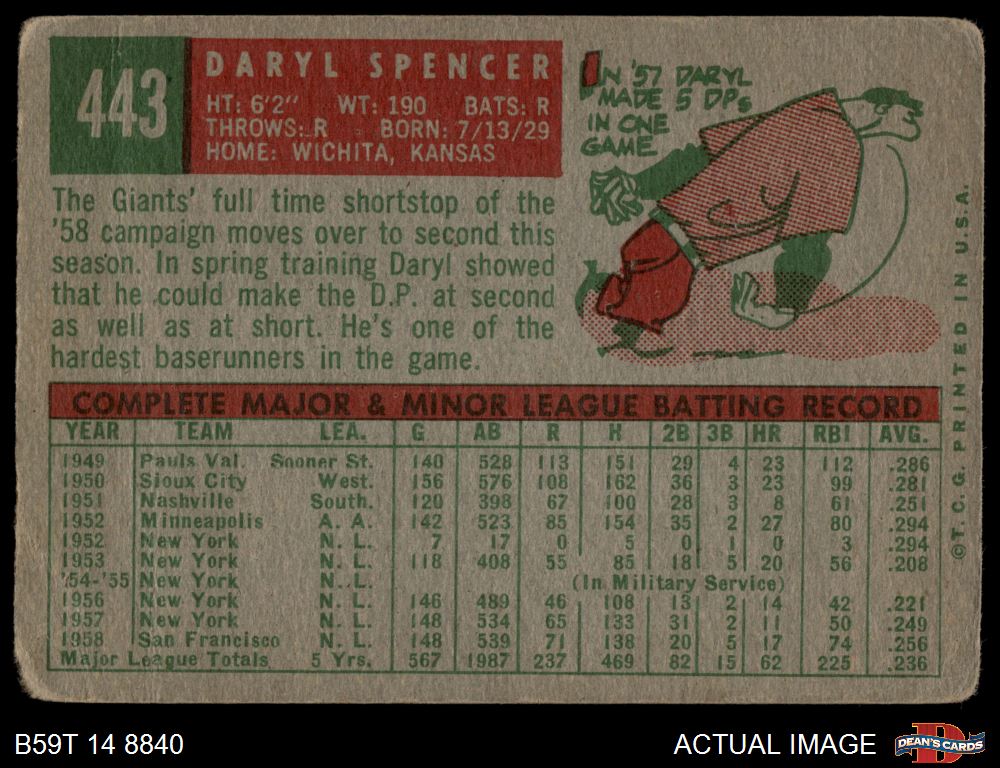 443
DARYL SPENCER
HT: 6'2" WT: 190 BATS: R
THROWS: R BORN: 7/13/29
HOME: WICHITA, KANSAS
IN '57 DARYL
MADE 5 DPs
IN ONE
GAME
The Giants' full time shortstop of the
'58 campaign moves over to second this
season. In spring training Daryl showed
that he could make the D.P. at second
as well as at short. He's one of the
hardest baserunners in the game.
COMPLETE MAJOR & MINOR LEAGUE BATTING RECORD
YEAR TEAM LEA. G AB R H 2B 3B HR RBI AVG.
1949 Pauls Val. Sooner St. 140 528 113 151 29 4 23 112 .286
1950 Sioux City West. 156 576 108 162 36 3 23 99 .281
1951 Nashville South. 120 398 67 100 28 3 8 61 .251
1952 Minneapolis A. A. 142 523 85 154 35 2 27 80 .294
1952 New York N. L. 7 17 0 5 0 1 0 3 .294
1953 New York N. L. 118 408 55 85 18 5 20 56 .208
'54-'55 New York N. L. (In Military Service)
1956 New York N. L. 146 489 46 108 13 2 14 42 .221
1957 New York N. L. 148 534 65 133 31 2 11 50 .249
1958 San Francisco N. L. 148 539 71 138 20 5 17 74 .256
Major League Totals 5 Yrs. 567 1987 237 469 82 15 62 225 .236
©T.C.G. PRINTED IN U.S.A.
B59T 14 8840
ACTUAL IMAGE
D
DEAN'S CARDS